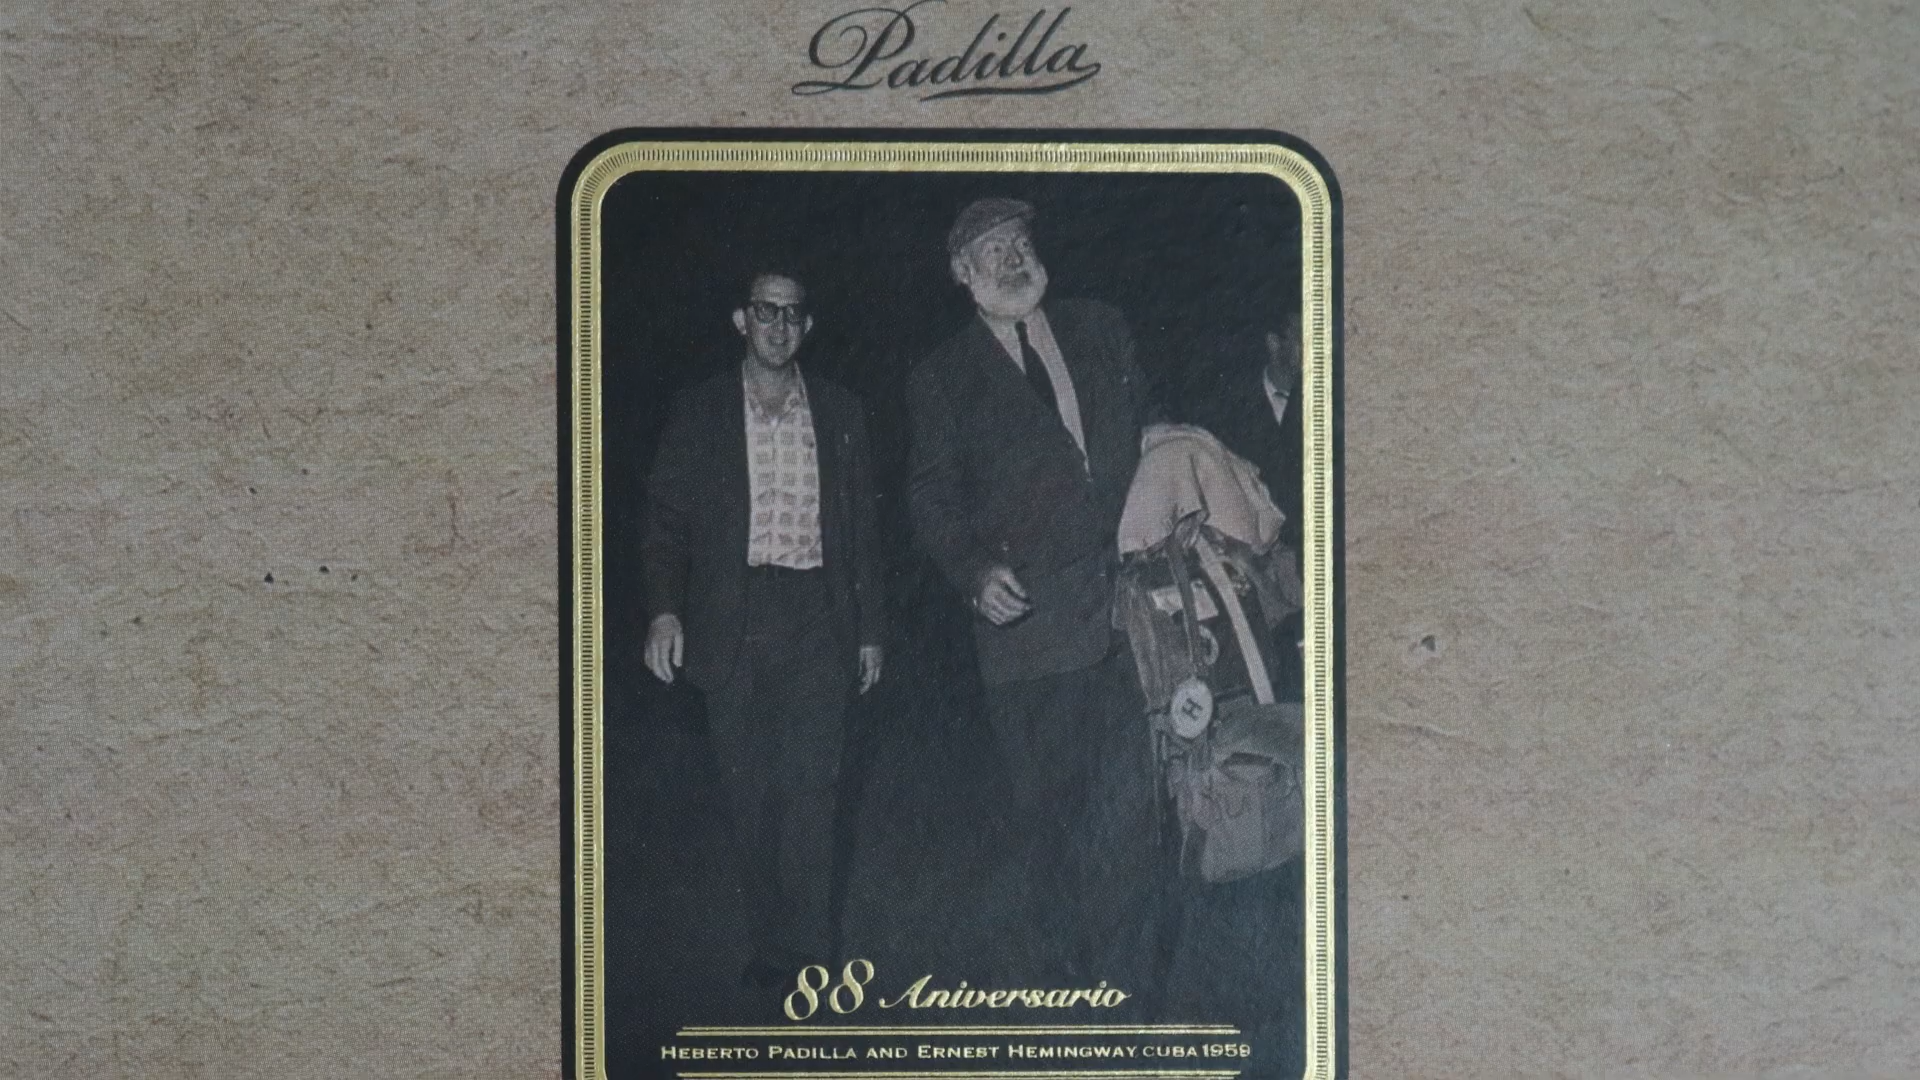 Padilla
H
88 Aniversario
HEBERTO PADILLA AND ERNEST HEMINGWAY, CUBA 1959